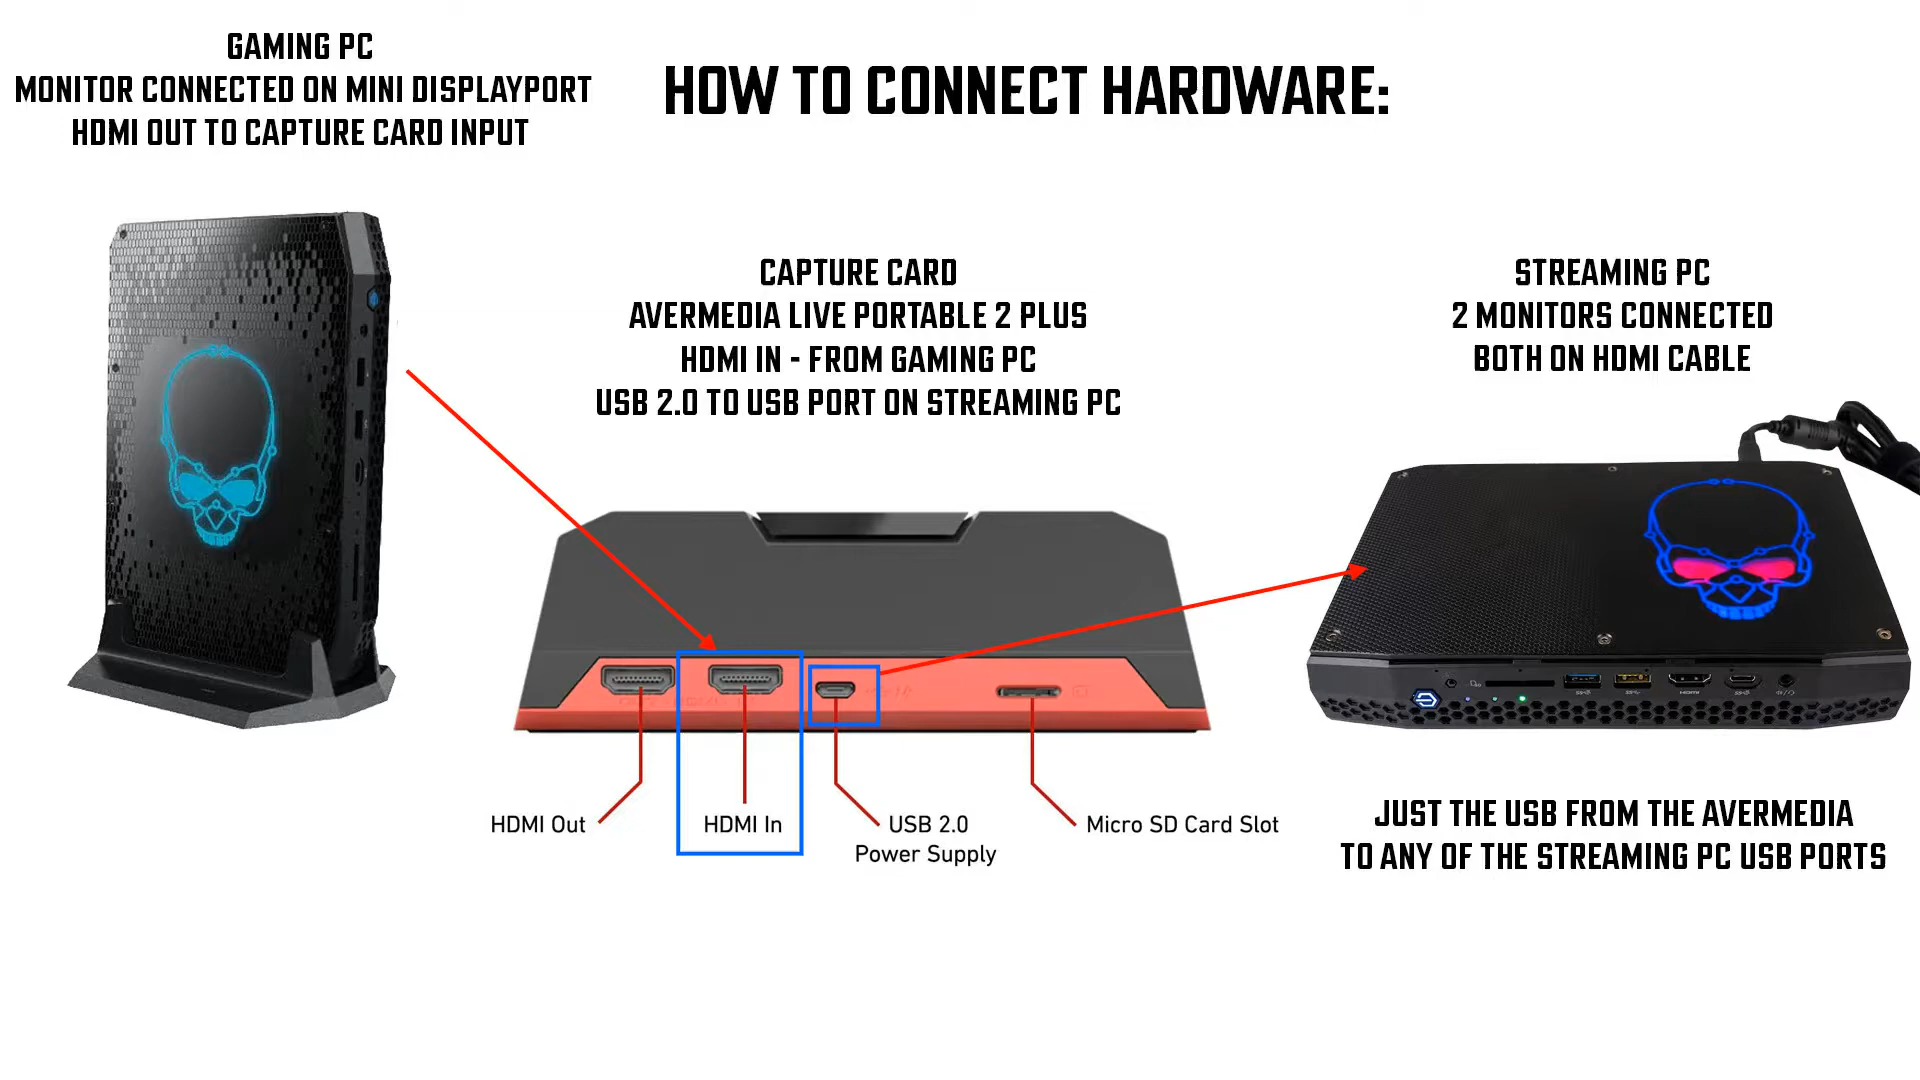 GAMING PC
MONITOR CONNECTED ON MINI DISPLAYPORT
HDMI OUT TO CAPTURE CARD INPUT
HOW TO CONNECT HARDWARE:
CAPTURE CARD
AVERMEDIA LIVE PORTABLE 2 PLUS
HDMI IN - FROM GAMING PC
USB 2.0 TO USB PORT ON STREAMING PC
STREAMING PC
2 MONITORS CONNECTED
BOTH ON HDMI CABLE
HDMI Out
HDMI In
USB 2.0
Power Supply
Micro SD Card Slot
HDMI
JUST THE USB FROM THE AVERMEDIA
TO ANY OF THE STREAMING PC USB PORTS